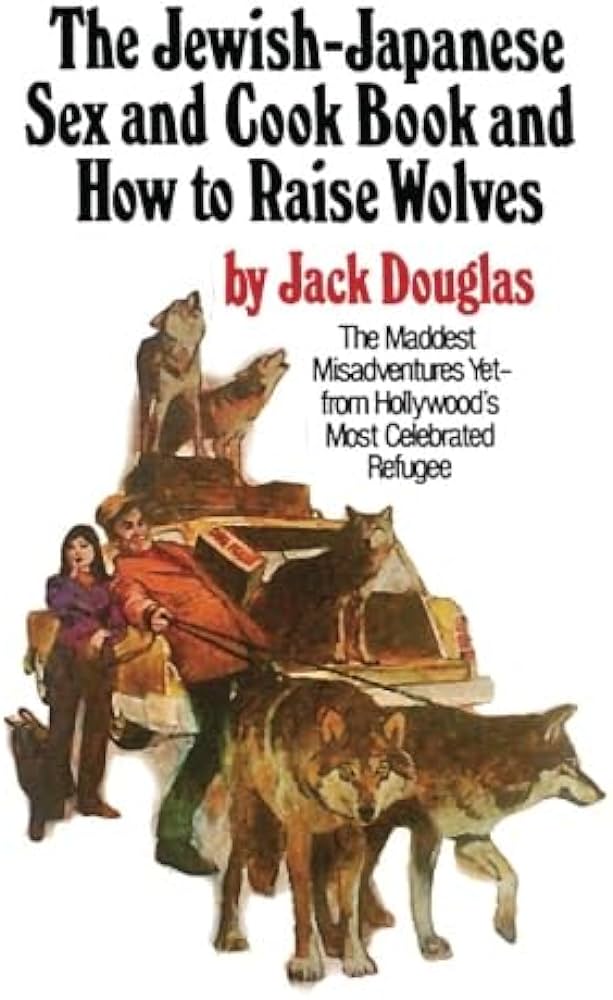 The Jewish-Japanese
Sex and Cook Book and
How to Raise Wolves
by Jack Douglas
The Maddest
Misadventures Yet–
from Hollywood's
Most Celebrated
Refugee